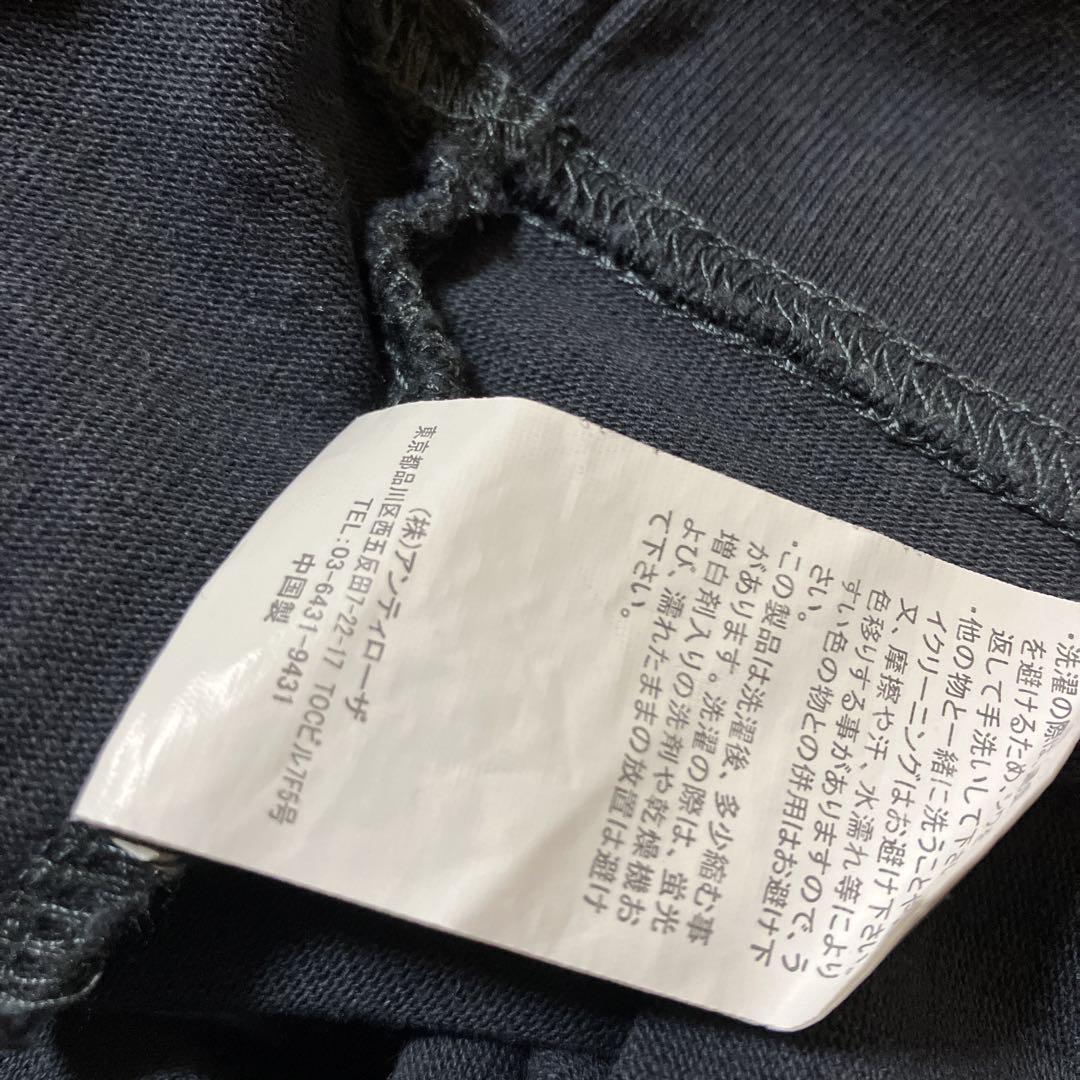 ・洗濯の際
返して手洗いして下さ
を避けるため、
・他の物と一緒に洗うこと
イクリーニングはお避け下さい。
又、摩擦や汗、水濡れ等により
色移りする事がありますので、う
すい色の物との併用はお避け下
さい。
・この製品は洗濯後、多少縮む事
があります。洗濯の際は、蛍光
増白剤入りの洗剤や乾燥機お
よび、濡れたままの放置は避け
て下さい。
(株)アンティローザ
東京都品川区西五反田7-22-17 TOCビル7F5号
TEL:03-6431-9431
中国製